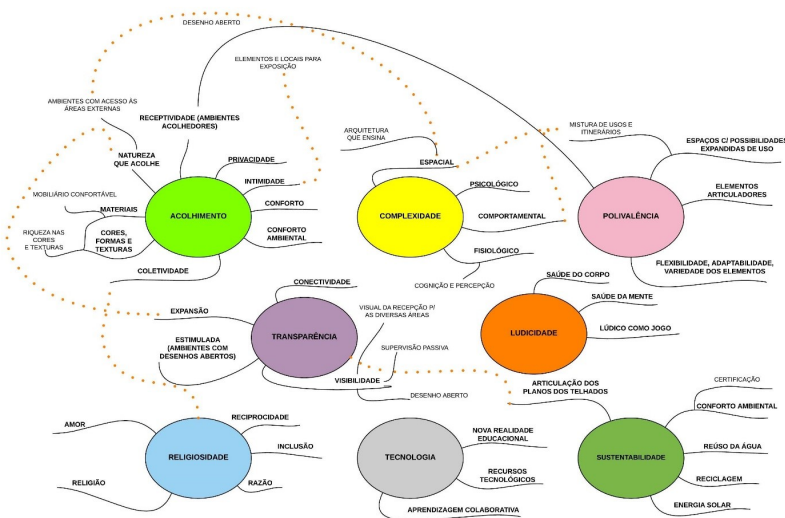 DESENHO ABERTO
ELEMENTOS E LOCAIS PARA
EXPOSIÇÃO
AMBIENTES COM ACESSO ÀS
ÁREAS EXTERNAS
RECEPTIVIDADE (AMBIENTES
ACOLHEDORES)
NATUREZA
QUE ACOLHE
PRIVACIDADE
INTIMIDADE
MOBILIÁRIO CONFORTÁVEL
MATERIAIS
ACOLHIMENTO
CONFORTO
RIQUEZA NAS
CORES
E TEXTURAS
CORES,
FORMAS E
TEXTURAS
CONFORTO
AMBIENTAL
COLETIVIDADE
ARQUITETURA
QUE ENSINA
ESPACIAL
PSICOLÓGICO
COMPLEXIDADE
COMPORTAMENTAL
FISIOLÓGICO
COGNIÇÃO E PERCEPÇÃO
MISTURA DE USOS E
ITINERÁRIOS
ESPAÇOS C/ POSSIBILIDADES
EXPANDIDAS DE USO
ELEMENTOS
ARTICULADORES
POLIVALÊNCIA
FLEXIBILIDADE, ADAPTABILIDADE,
VARIEDADE DOS ELEMENTOS
CONECTIVIDADE
EXPANSÃO
VISUAL DA RECEPÇÃO P/
AS DIVERSAS ÁREAS
TRANSPARÊNCIA
ESTIMULADA
(AMBIENTES COM
DESENHOS ABERTOS)
SUPERVISÃO PASSIVA
VISIBILIDADE
DESENHO ABERTO
SAÚDE DO CORPO
SAÚDE DA MENTE
LUDICIDADE
LÚDICO COMO JOGO
AMOR
RECIPROCIDADE
RELIGIOSIDADE
INCLUSÃO
RELIGIÃO
RAZÃO
NOVA REALIDADE
EDUCACIONAL
TECNOLOGIA
RECURSOS
TECNOLÓGICOS
APRENDIZAGEM COLABORATIVA
ARTICULAÇÃO DOS
PLANOS DOS TELHADOS
CERTIFICAÇÃO
CONFORTO AMBIENTAL
REÚSO DA ÁGUA
SUSTENTABILIDADE
RECICLAGEM
ENERGIA SOLAR